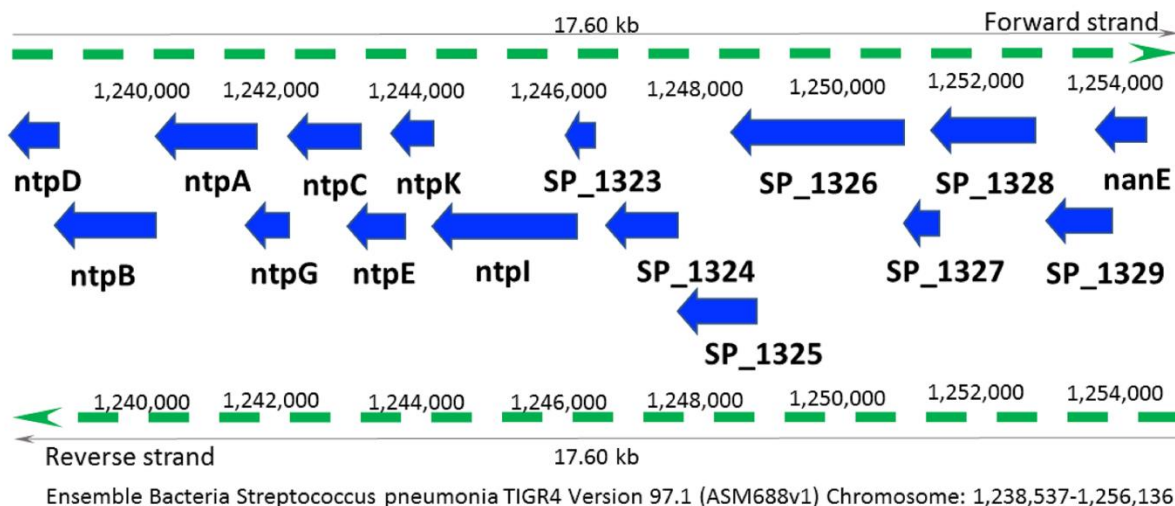 17.60 kb Forward strand
1,240,000 1,242,000 1,244,000 1,246,000 1,248,000 1,250,000 1,252,000 1,254,000
ntpD ntpA ntpC ntpK SP_1323 SP_1326 SP_1328 nanE
ntpB ntpG ntpE ntpI SP_1324 SP_1327 SP_1329
SP_1325
1,240,000 1,242,000 1,244,000 1,246,000 1,248,000 1,250,000 1,252,000 1,254,000
Reverse strand 17.60 kb
Ensemble Bacteria Streptococcus pneumonia TIGR4 Version 97.1 (ASM688v1) Chromosome: 1,238,537-1,256,136